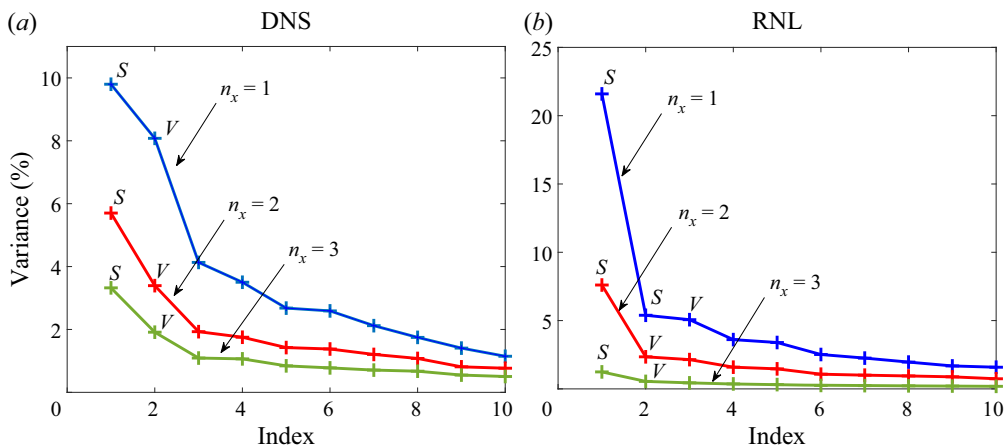 (a) DNS
10
8
6
4
2
0
2 4 6 8 10
Variance (%)
Index
S
V
n_x = 1
S
V
n_x = 2
S
V
n_x = 3
(b) RNL
25
20
15
10
5
0
2 4 6 8 10
Index
S
S
V
n_x = 1
S
V
n_x = 2
S
V
n_x = 3